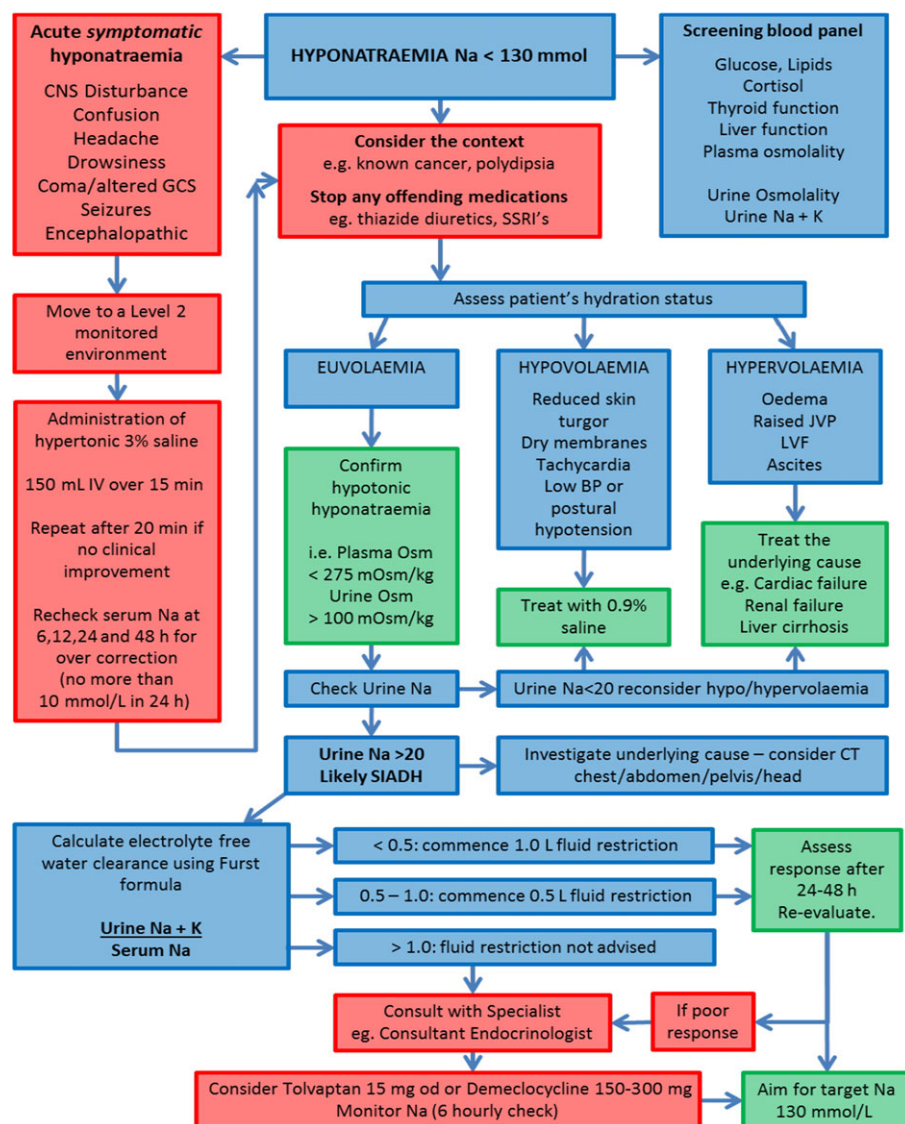 Acute symptomatic
hyponatraemia
CNS Disturbance
Confusion
Headache
Drowsiness
Coma/altered GCS
Seizures
Encephalopathic
HYPONATRAEMIA Na < 130 mmol
Screening blood panel
Glucose, Lipids
Cortisol
Thyroid function
Liver function
Plasma osmolality
Urine Osmolality
Urine Na + K
Consider the context
e.g. known cancer, polydipsia
Stop any offending medications
eg. thiazide diuretics, SSRI's
Move to a Level 2
monitored
environment
Administration of
hypertonic 3% saline
150 mL IV over 15 min
Repeat after 20 min if
no clinical
improvement
Recheck serum Na at
6,12,24 and 48 h for
over correction
(no more than
10 mmol/L in 24 h)
Assess patient's hydration status
EUVOLAEMIA
HYPOVOLAEMIA
Reduced skin
turgor
Dry membranes
Tachycardia
Low BP or
postural
hypotension
HYPERVOLAEMIA
Oedema
Raised JVP
LVF
Ascites
Confirm
hypotonic
hyponatraemia
i.e. Plasma Osm
< 275 mOsm/kg
Urine Osm
> 100 mOsm/kg
Treat with 0.9%
saline
Treat the
underlying cause
e.g. Cardiac failure
Renal failure
Liver cirrhosis
Check Urine Na
Urine Na<20 reconsider hypo/hypervolaemia
Urine Na >20
Likely SIADH
Investigate underlying cause – consider CT
chest/abdomen/pelvis/head
Calculate electrolyte free
water clearance using Furst
formula
Urine Na + K
Serum Na
< 0.5: commence 1.0 L fluid restriction
0.5 – 1.0: commence 0.5 L fluid restriction
> 1.0: fluid restriction not advised
Assess
response after
24-48 h
Re-evaluate.
Consult with Specialist
eg. Consultant Endocrinologist
If poor
response
Consider Tolvaptan 15 mg od or Demeclocycline 150-300 mg
Monitor Na (6 hourly check)
Aim for target Na
130 mmol/L